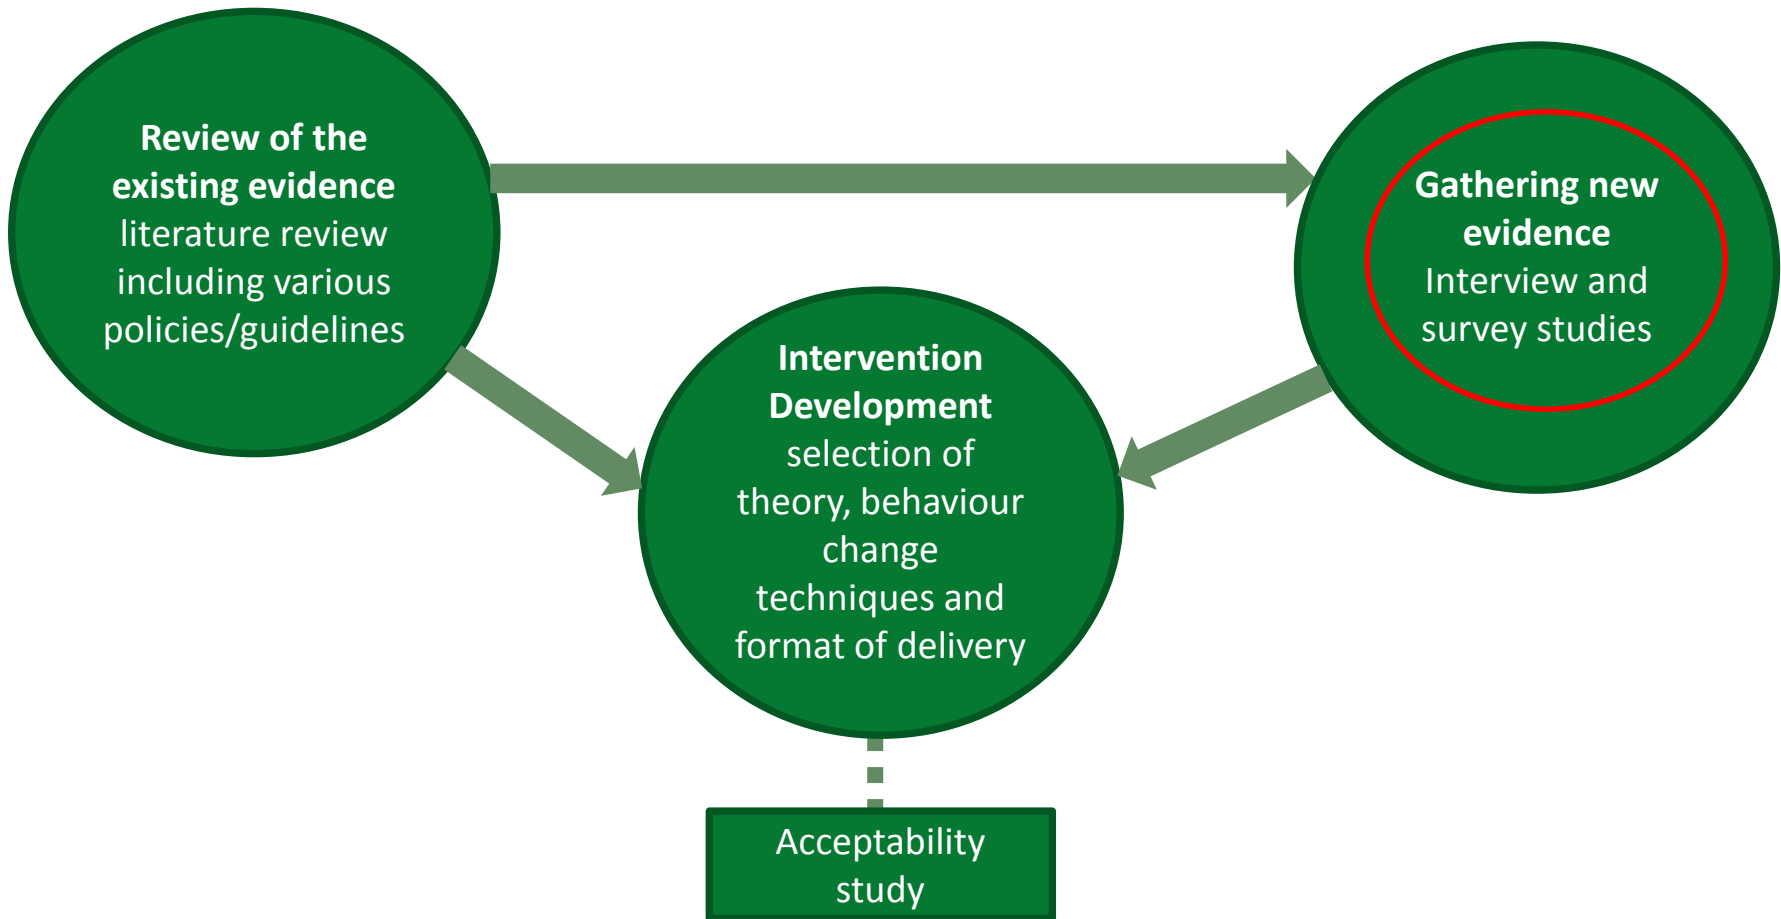 Review of the
existing evidence
literature review
including various
policies/guidelines
Gathering new
evidence
Interview and
survey studies
Intervention
Development
selection of
theory, behaviour
change
techniques and
format of delivery
Acceptability
study